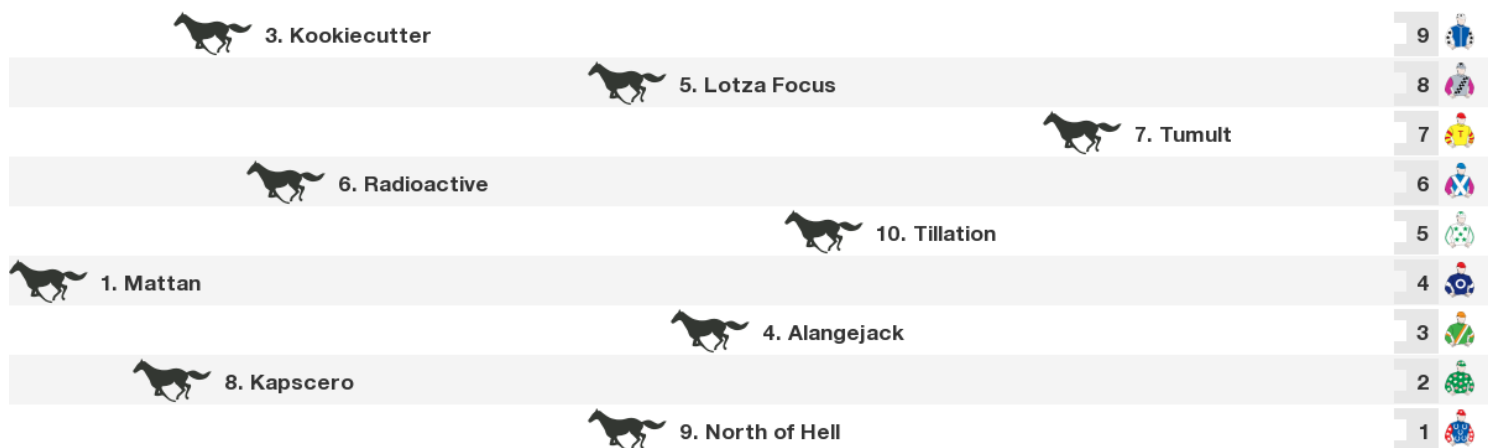 3. Kookiecutter 9
5. Lotza Focus 8
7. Tumult 7
6. Radioactive 6
10. Tillation 5
1. Mattan 4
4. Alangejack 3
8. Kapscero 2
9. North of Hell 1